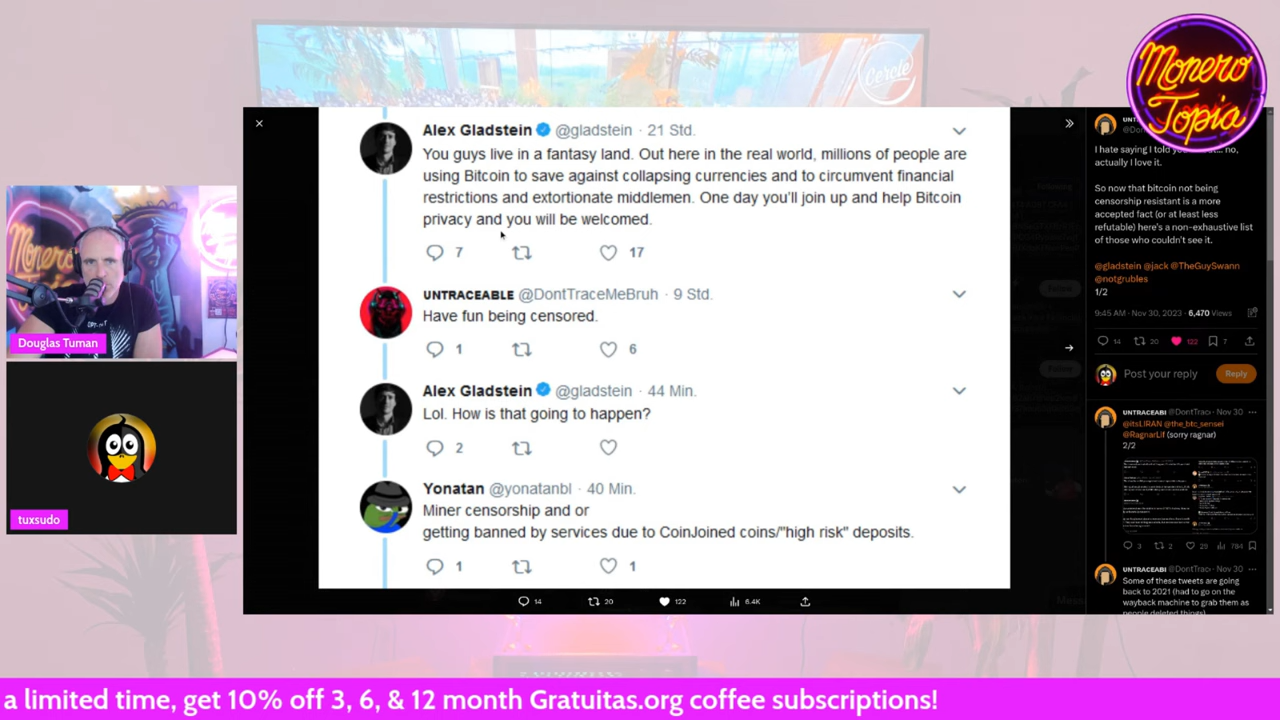 Cercle
Monero
Topia
Alex Gladstein @gladstein · 21 Std.
You guys live in a fantasy land. Out here in the real world, millions of people are
using Bitcoin to save against collapsing currencies and to circumvent financial
restrictions and extortionate middlemen. One day you'll join up and help Bitcoin
privacy and you will be welcomed.
7 17
UNTRACEABLE @DontTraceMeBruh · 9 Std.
Have fun being censored.
1 6
Alex Gladstein @gladstein · 44 Min.
Lol. How is that going to happen?
2
Yonatan @yonatanbl · 40 Min.
Miner censorship and or
getting banned by services due to CoinJoined coins/"high risk" deposits.
1 1
14 20 122 6.4K
I hate saying I told
actually I love it.
So now that bitcoin not being
censorship resistant is a more
accepted fact (or at least less
refutable) here's a non-exhaustive list
of those who couldn't see it.
@gladstein @jack @TheGuySwann
@notgrubles
1/2
9:45 AM · Nov 30, 2023 · 6,470 Views
14 20 122 7
Post your reply Reply
UNTRACEABl @DontTrac · Nov 30 ...
@itsLIRAN @the_btc_sensei
@RagnarLif (sorry ragnar)
2/2
3 2 29 784
UNTRACEABl @DontTrac · Nov 30 ...
Some of these tweets are going
back to 2021 (had to go on the
wayback machine to grab them as
people deleted things)
Douglas Tuman
tuxsudo
a limited time, get 10% off 3, 6, & 12 month Gratuitas.org coffee subscriptions!